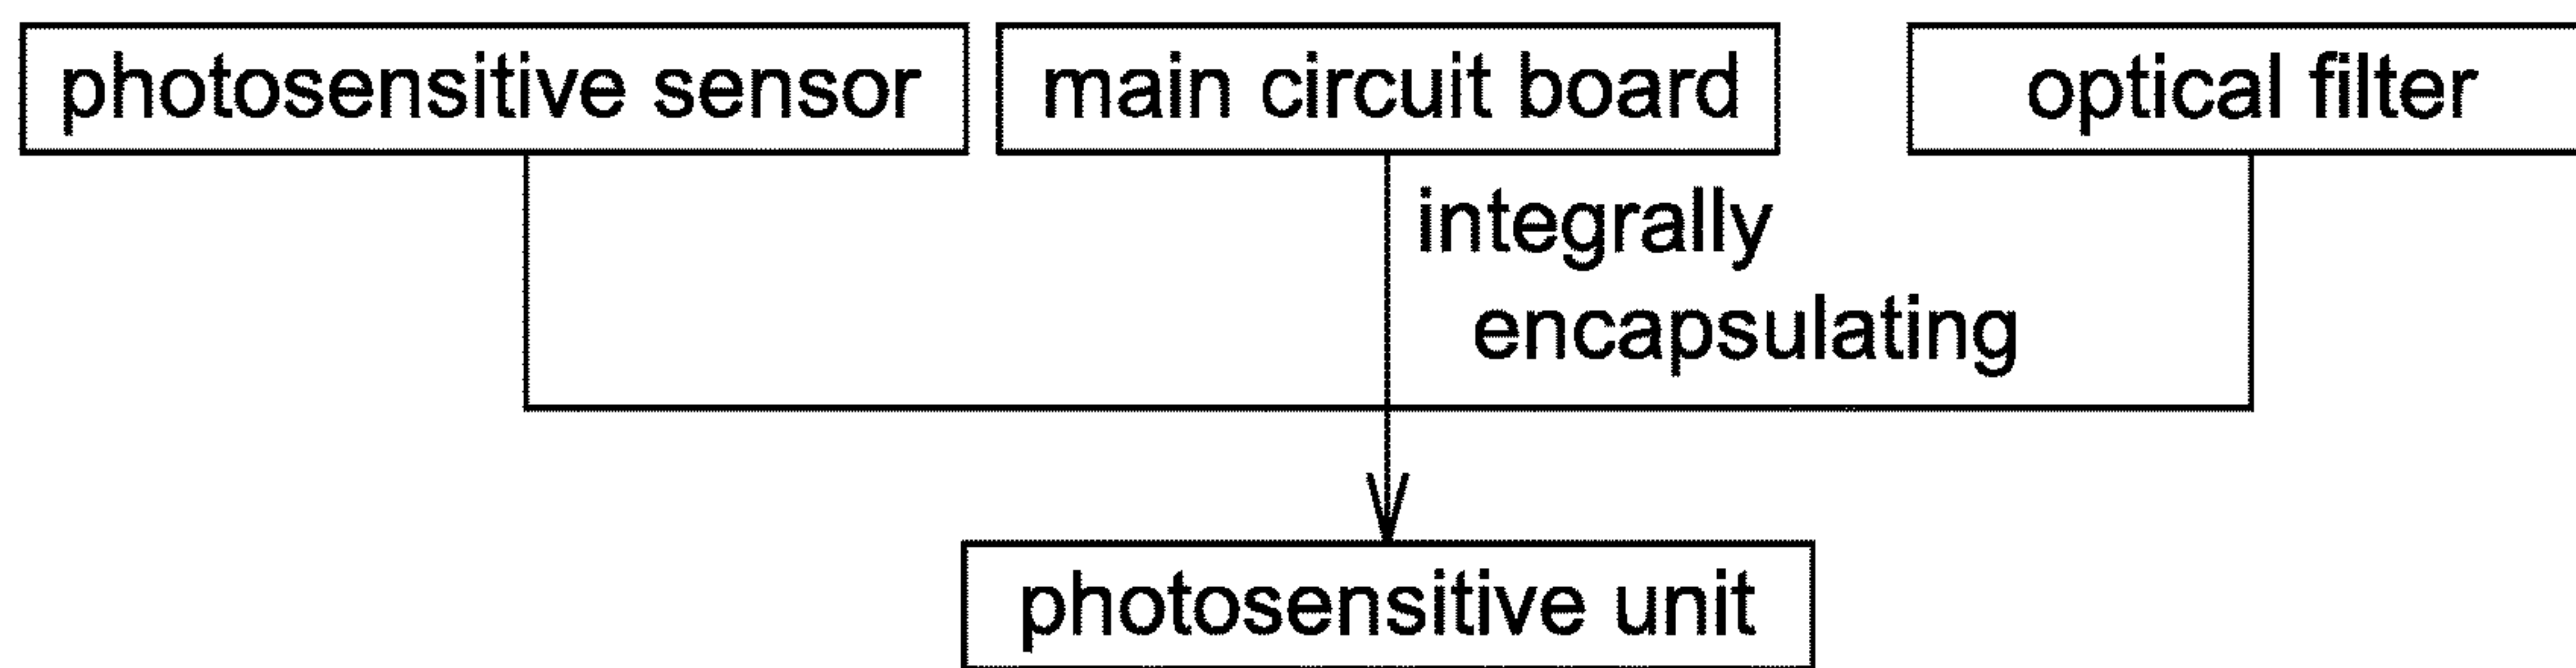 photosensitive sensor
main circuit board
optical filter
integrally
encapsulating
photosensitive unit